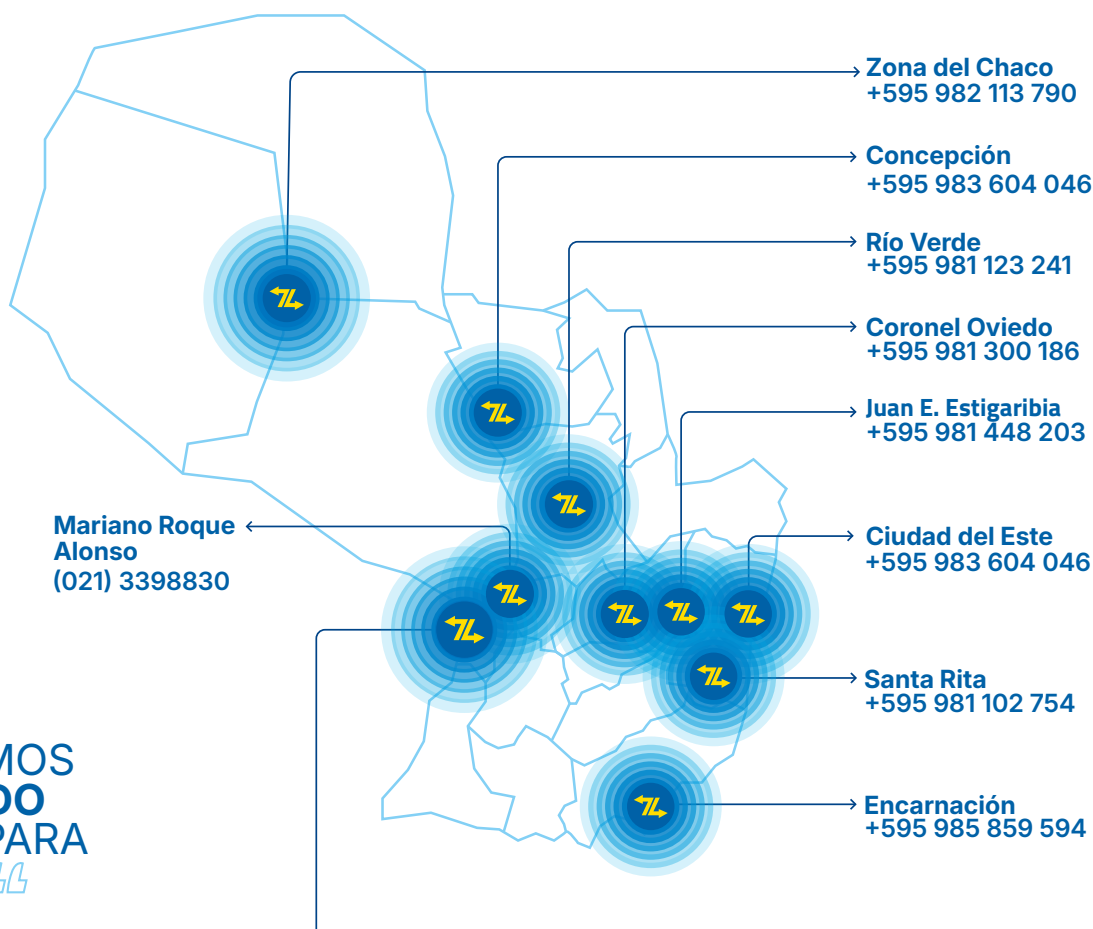 Zona del Chaco
+595 982 113 790
Concepción
+595 983 604 046
Río Verde
+595 981 123 241
Coronel Oviedo
+595 981 300 186
Juan E. Estigaribia
+595 981 448 203
Mariano Roque
Alonso
(021) 3398830
Ciudad del Este
+595 983 604 046
Santa Rita
+595 981 102 754
Encarnación
+595 985 859 594
MOS
DO
PARA